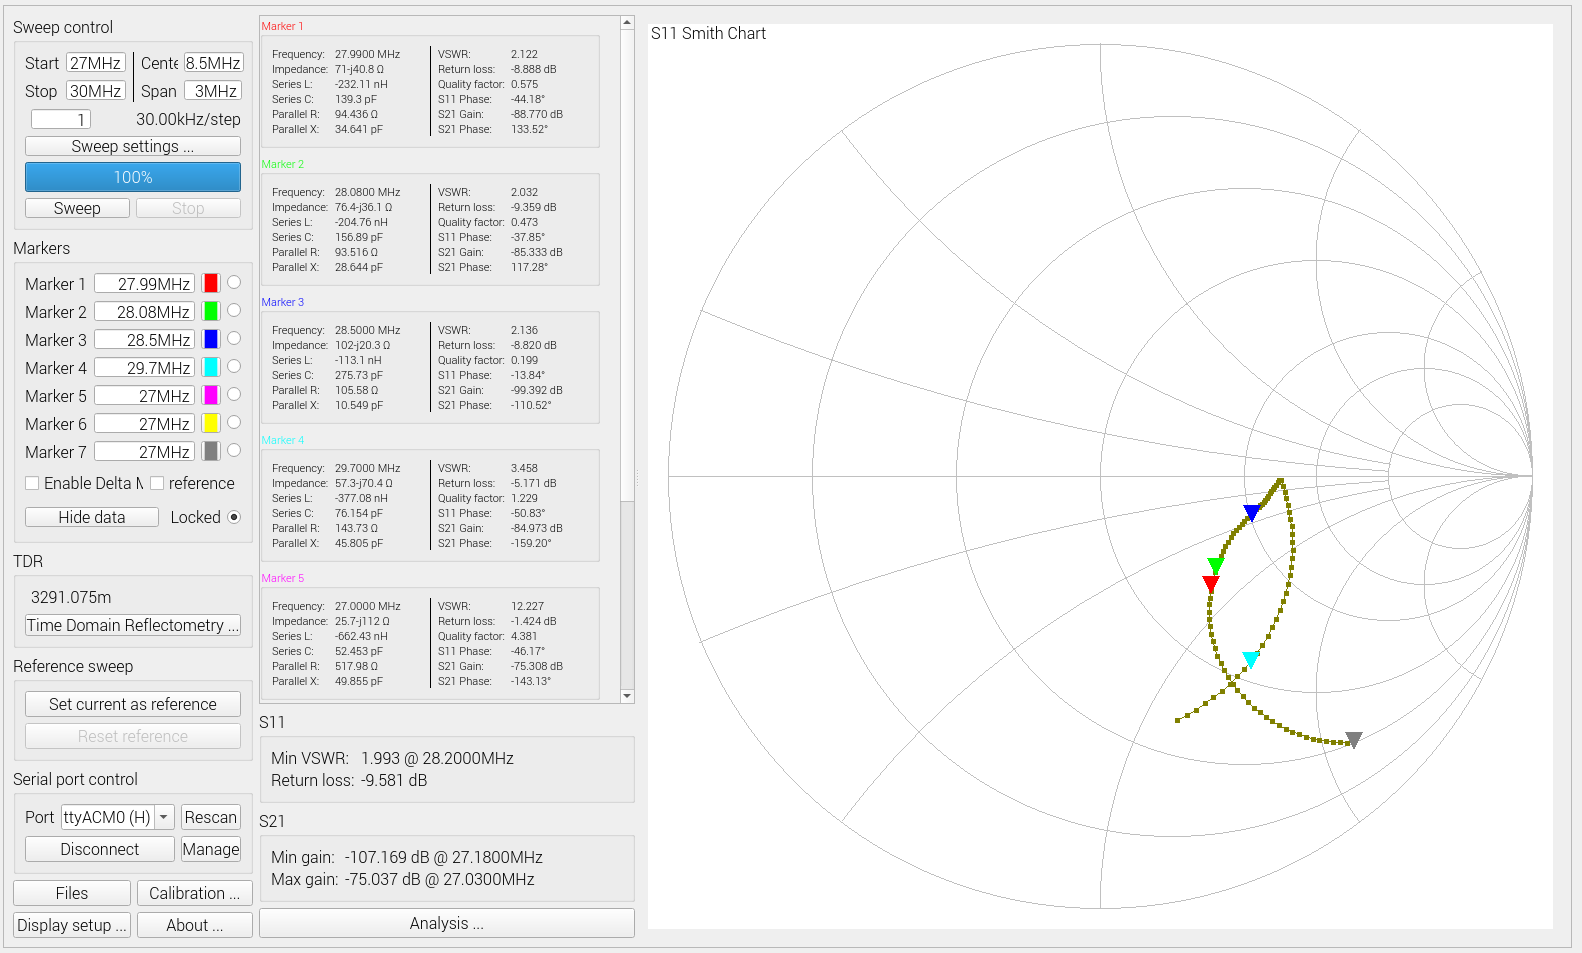 Sweep control
Start 27MHz Cente 8.5MHz
Stop 30MHz Span 3MHz
1 30.00kHz/step
Sweep settings ...
100%
Sweep Stop
Markers
Marker 1 27.99MHz
Marker 2 28.08MHz
Marker 3 28.5MHz
Marker 4 29.7MHz
Marker 5 27MHz
Marker 6 27MHz
Marker 7 27MHz
Enable Delta M reference
Hide data Locked
TDR
3291.075m
Time Domain Reflectometry ...
Reference sweep
Set current as reference
Reset reference
Serial port control
Port ttyACM0 (H) Rescan
Disconnect Manage
Files Calibration ...
Display setup ... About ...
Marker 1
Frequency: 27.9900 MHz VSWR: 2.122
Impedance: 71-j40.8 Ω Return loss: -8.888 dB
Series L: -232.11 nH Quality factor: 0.575
Series C: 139.3 pF S11 Phase: -44.18°
Parallel R: 94.436 Ω S21 Gain: -88.770 dB
Parallel X: 34.641 pF S21 Phase: 133.52°
Marker 2
Frequency: 28.0800 MHz VSWR: 2.032
Impedance: 76.4-j36.1 Ω Return loss: -9.359 dB
Series L: -204.76 nH Quality factor: 0.473
Series C: 156.89 pF S11 Phase: -37.85°
Parallel R: 93.516 Ω S21 Gain: -85.333 dB
Parallel X: 28.644 pF S21 Phase: 117.28°
Marker 3
Frequency: 28.5000 MHz VSWR: 2.136
Impedance: 102-j20.3 Ω Return loss: -8.820 dB
Series L: -113.1 nH Quality factor: 0.199
Series C: 275.73 pF S11 Phase: -13.84°
Parallel R: 105.58 Ω S21 Gain: -99.392 dB
Parallel X: 10.549 pF S21 Phase: -110.52°
Marker 4
Frequency: 29.7000 MHz VSWR: 3.458
Impedance: 57.3-j70.4 Ω Return loss: -5.171 dB
Series L: -377.08 nH Quality factor: 1.229
Series C: 76.154 pF S11 Phase: -50.83°
Parallel R: 143.73 Ω S21 Gain: -84.973 dB
Parallel X: 45.805 pF S21 Phase: -159.20°
Marker 5
Frequency: 27.0000 MHz VSWR: 12.227
Impedance: 25.7-j112 Ω Return loss: -1.424 dB
Series L: -662.43 nH Quality factor: 4.381
Series C: 52.453 pF S11 Phase: -46.17°
Parallel R: 517.98 Ω S21 Gain: -75.308 dB
Parallel X: 49.855 pF S21 Phase: -143.13°
S11
Min VSWR: 1.993 @ 28.2000MHz
Return loss: -9.581 dB
S21
Min gain: -107.169 dB @ 27.1800MHz
Max gain: -75.037 dB @ 27.0300MHz
Analysis ...
S11 Smith Chart